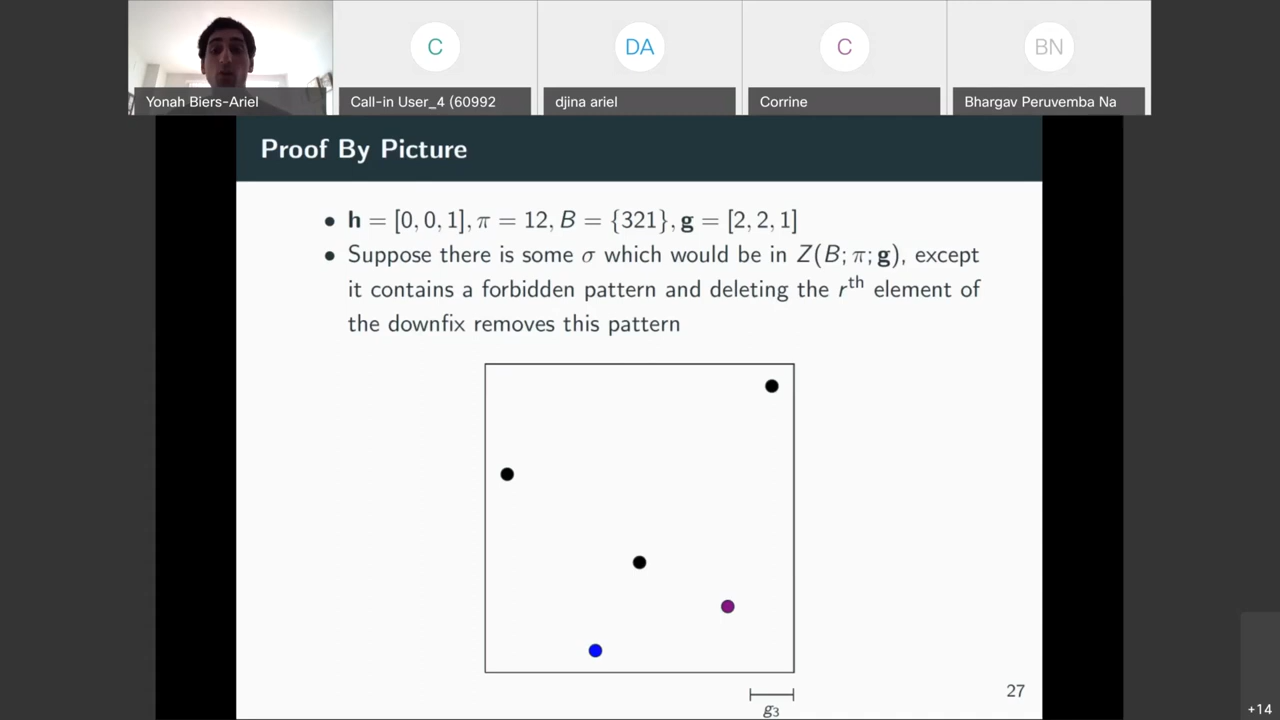 C
DA
C
BN
Yonah Biers-Ariel
Call-in User_4 (60992
djina ariel
Corrine
Bhargav Peruvemba Na
Proof By Picture
• h = [0, 0, 1], π = 12, B = {321}, g = [2, 2, 1]
• Suppose there is some σ which would be in Z(B; π; g), except
it contains a forbidden pattern and deleting the rᵗʰ element of
the downfix removes this pattern
g₃
27
+14